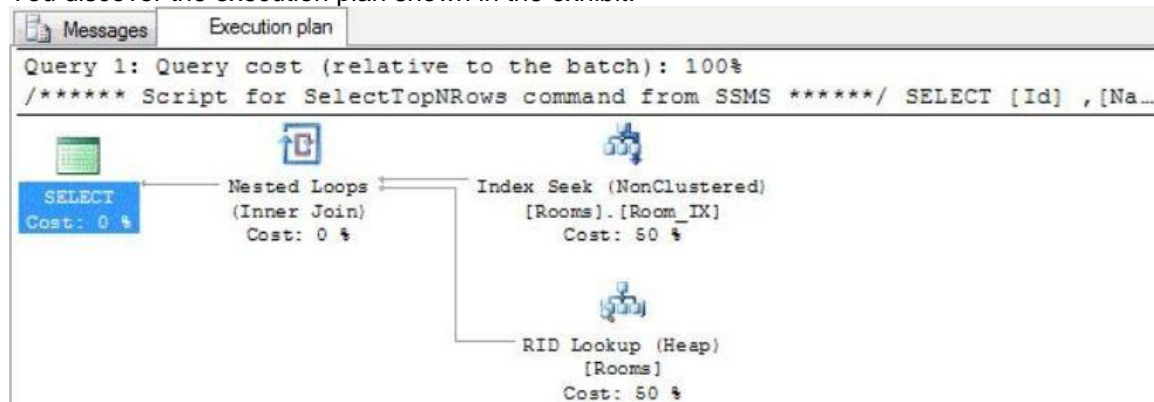 You discover the execution plan shown in the exhibit.
Messages Execution plan
Query 1: Query cost (relative to the batch): 100%
/****** Script for SelectTopNRows command from SSMS ******/ SELECT [Id] ,[Na…
SELECT
Cost: 0 %
Nested Loops
(Inner Join)
Cost: 0 %
Index Seek (NonClustered)
[Rooms].[Room_IX]
Cost: 50 %
RID Lookup (Heap)
[Rooms]
Cost: 50 %